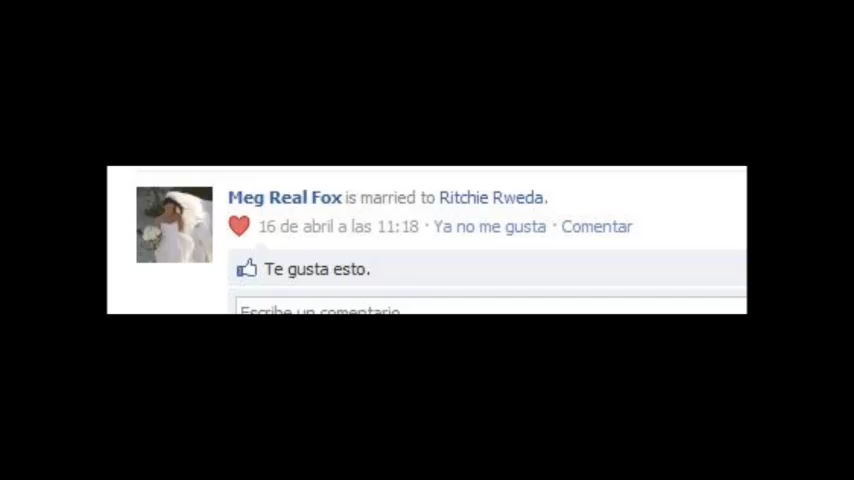 Meg Real Fox is married to Ritchie Rweda.
16 de abril a las 11:18 · Ya no me gusta · Comentar
Te gusta esto.
Escribe un comentario